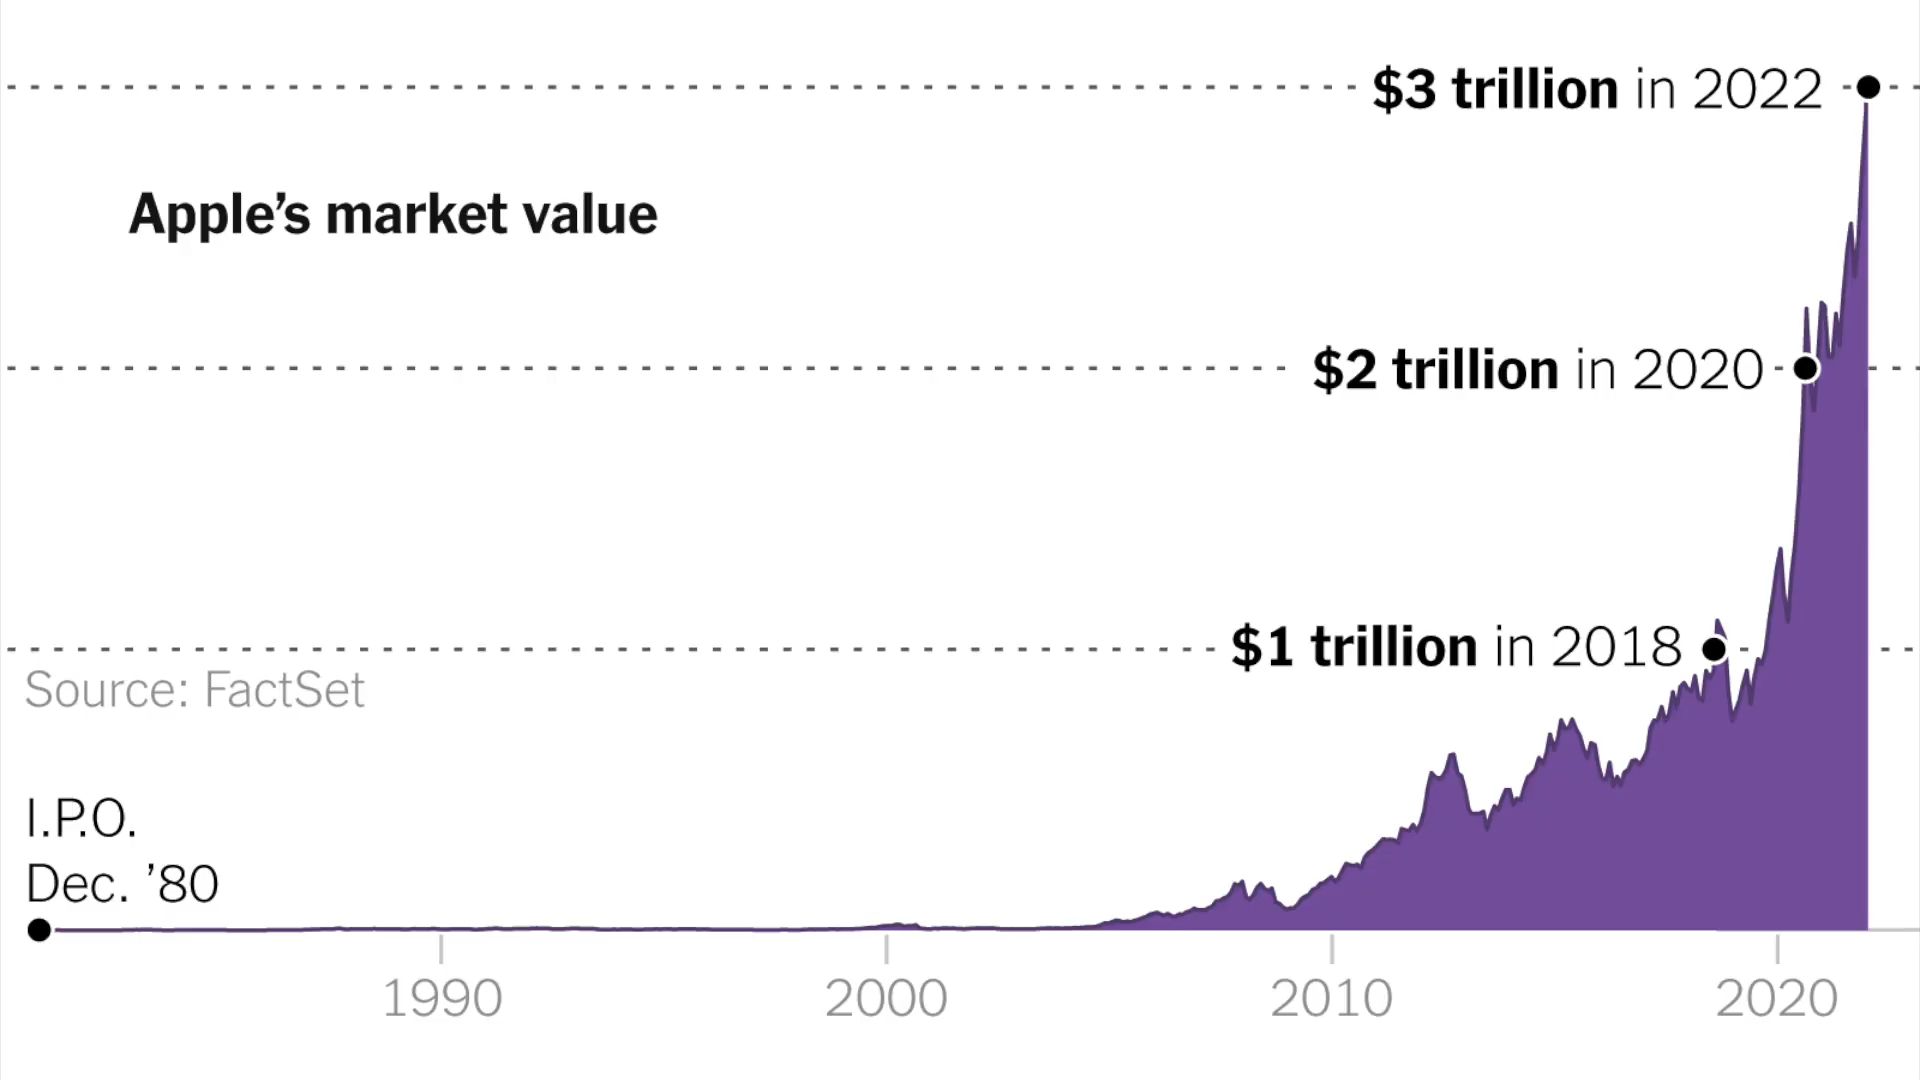 $3 trillion in 2022
Apple’s market value
$2 trillion in 2020
$1 trillion in 2018
Source: FactSet
I.P.O.
Dec. ’80
1990
2000
2010
2020